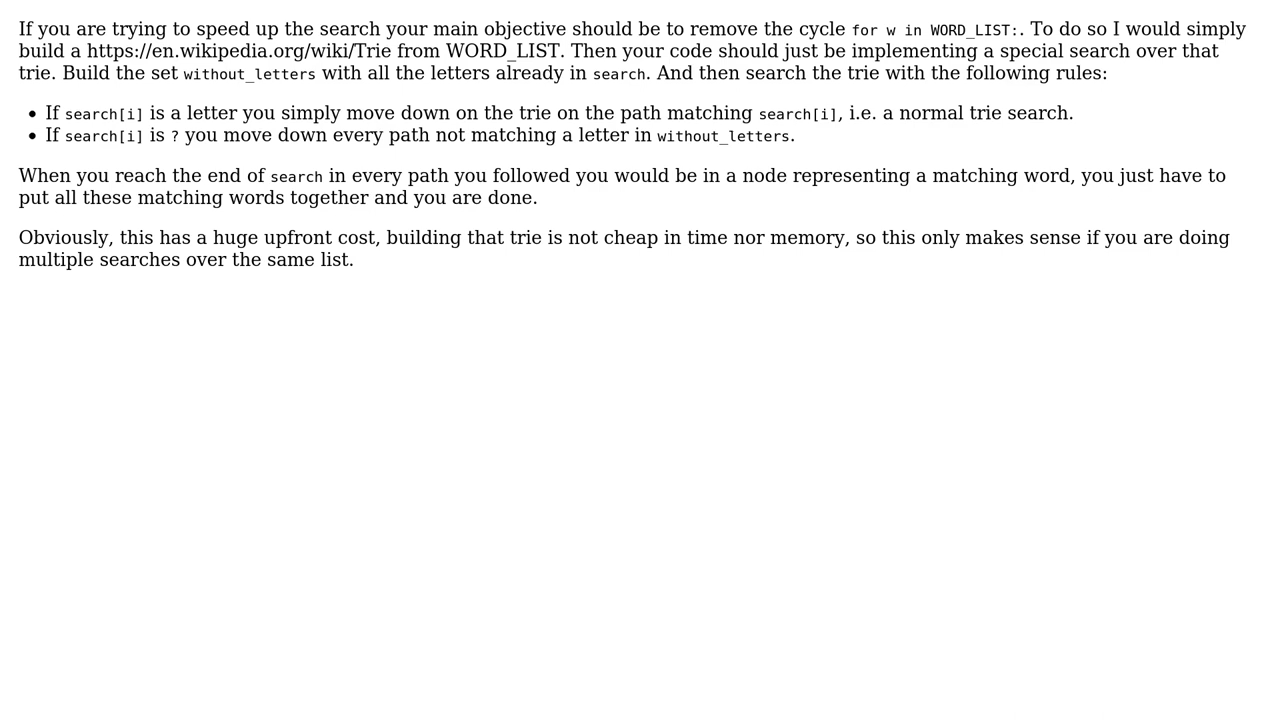 If you are trying to speed up the search your main objective should be to remove the cycle for w in WORD_LIST:. To do so I would simply
build a https://en.wikipedia.org/wiki/Trie from WORD_LIST. Then your code should just be implementing a special search over that
trie. Build the set without_letters with all the letters already in search. And then search the trie with the following rules:
• If search[i] is a letter you simply move down on the trie on the path matching search[i], i.e. a normal trie search.
• If search[i] is ? you move down every path not matching a letter in without_letters.
When you reach the end of search in every path you followed you would be in a node representing a matching word, you just have to
put all these matching words together and you are done.
Obviously, this has a huge upfront cost, building that trie is not cheap in time nor memory, so this only makes sense if you are doing
multiple searches over the same list.